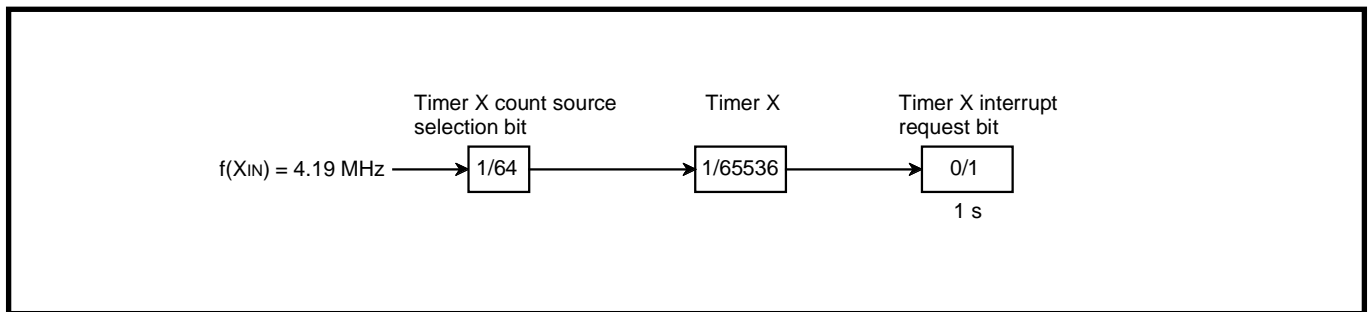 Timer X count source
selection bit
Timer X
Timer X interrupt
request bit
f(XIN) = 4.19 MHz
1/64
1/65536
0/1
1 s